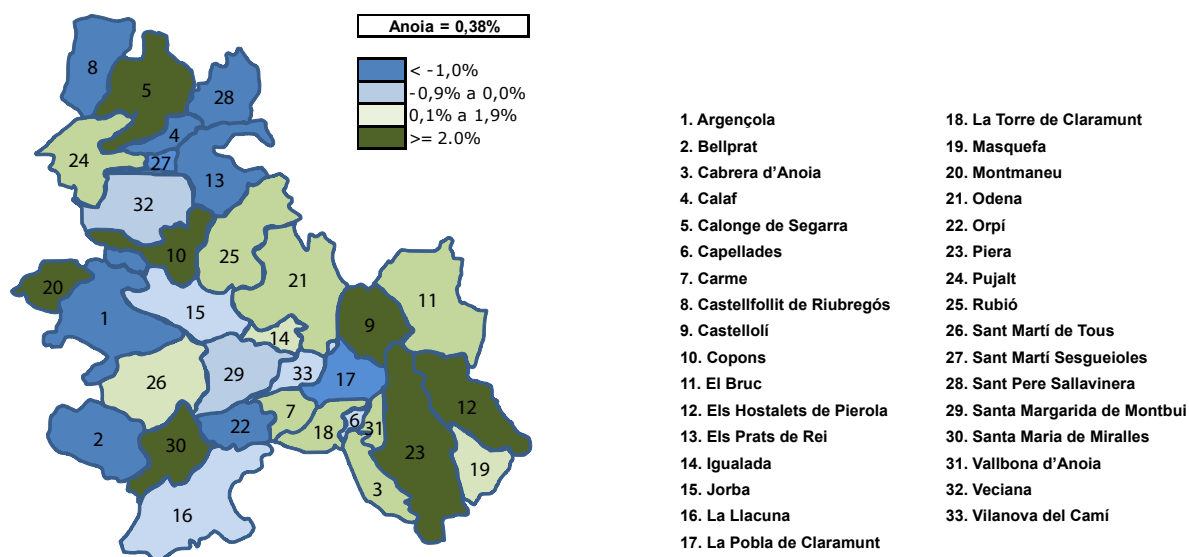 Anoia = 0,38%
< -1,0%
-0,9% a 0,0%
0,1% a 1,9%
>= 2.0%
8
5
28
4
24
27
13
32
10
25
20
21
11
1
15
9
14
33
17
26
29
12
7
6
2
22
31
30
18
23
19
3
16
1. Argençola
2. Bellprat
3. Cabrera d’Anoia
4. Calaf
5. Calonge de Segarra
6. Capellades
7. Carme
8. Castellfollit de Riubregós
9. Castellolí
10. Copons
11. El Bruc
12. Els Hostalets de Pierola
13. Els Prats de Rei
14. Igualada
15. Jorba
16. La Llacuna
17. La Pobla de Claramunt
18. La Torre de Claramunt
19. Masquefa
20. Montmaneu
21. Odena
22. Orpí
23. Piera
24. Pujalt
25. Rubió
26. Sant Martí de Tous
27. Sant Martí Sesgueioles
28. Sant Pere Sallavinera
29. Santa Margarida de Montbui
30. Santa Maria de Miralles
31. Vallbona d’Anoia
32. Veciana
33. Vilanova del Camí